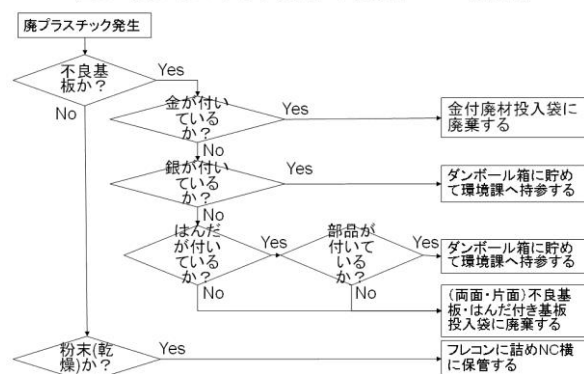 廃プラスチック発生
不良基
板か？
Yes
No
金が付い
ているか
？
Yes
No
金付廃材投入袋に
廃棄する
銀が付い
ている
か？
Yes
No
ダンボール箱に貯め
て環境課へ持参する
はんだ
が付い
ている
か？
Yes
No
部品が
付いて
いる
か？
Yes
No
ダンボール箱に貯め
て環境課へ持参する
(両面・片面)不良基
板・はんだ付き基板
投入袋に廃棄する
粉末(乾
燥)か？
Yes
フレコンに詰めNC横
に保管する